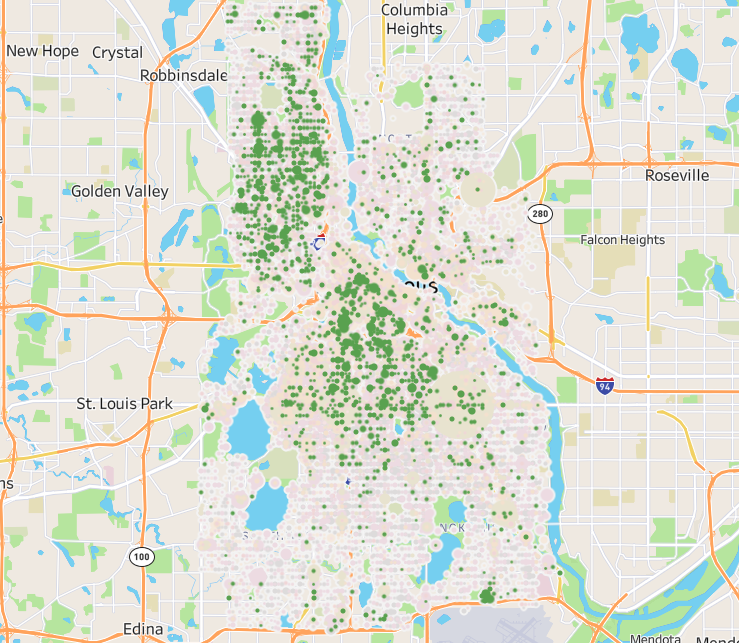 Columbia
Heights
New Hope
Crystal
Robbinsdale
Golden Valley
Roseville
280
Falcon Heights
94
St. Louis Park
100
Edina
Mendota